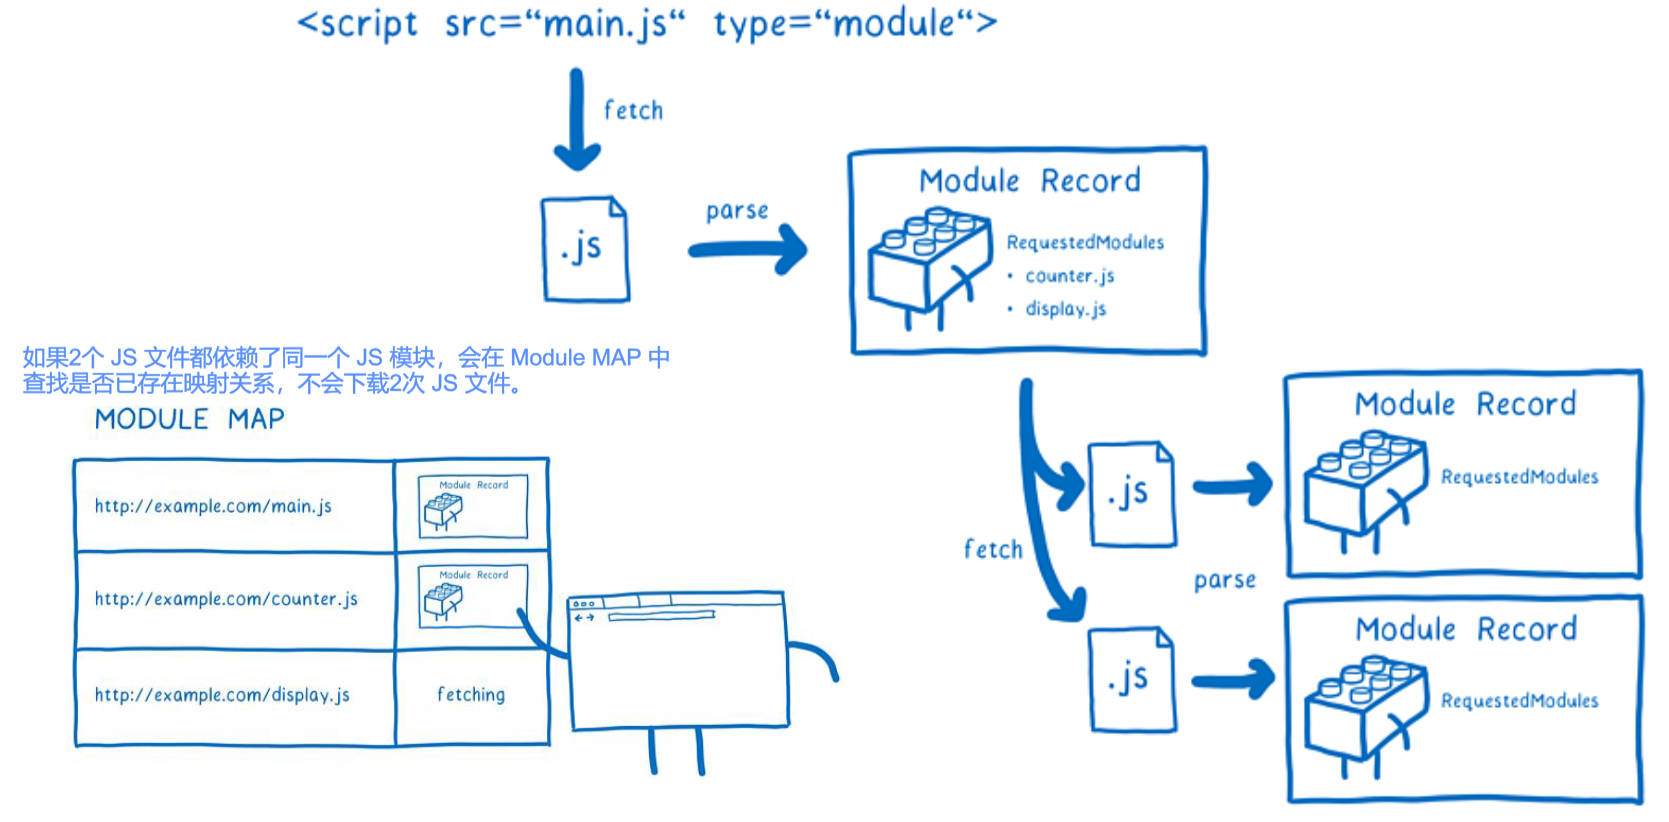 <script src=“main.js“ type=“module“>
fetch
.js
parse
Module Record
RequestedModules
• counter.js
• display.js
如果2个 JS 文件都依赖了同一个 JS 模块，会在 Module MAP 中
查找是否已存在映射关系，不会下载2次 JS 文件。
MODULE MAP
http://example.com/main.js
Module Record
http://example.com/counter.js
Module Record
http://example.com/display.js
fetching
fetch
.js
.js
parse
Module Record
RequestedModules
Module Record
RequestedModules